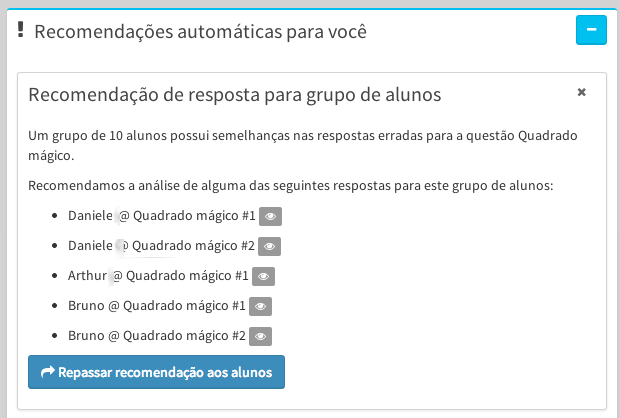 ! Recomendações automáticas para você
Recomendação de resposta para grupo de alunos
Um grupo de 10 alunos possui semelhanças nas respostas erradas para a questão Quadrado
mágico.
Recomendamos a análise de alguma das seguintes respostas para este grupo de alunos:
Daniele @ Quadrado mágico #1
Daniele @ Quadrado mágico #2
Arthur @ Quadrado mágico #1
Bruno @ Quadrado mágico #1
Bruno @ Quadrado mágico #2
Repassar recomendação aos alunos